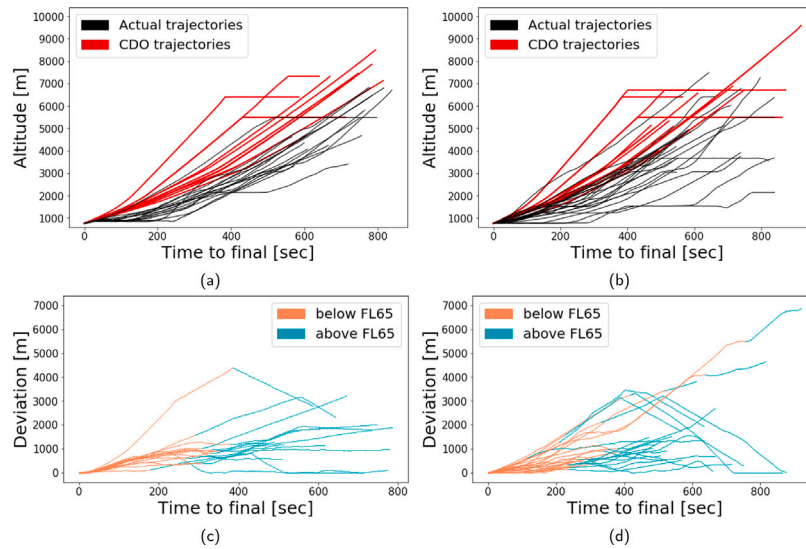 10000
9000
8000
7000
6000
5000
4000
3000
2000
1000
Altitude [m]
Actual trajectories
CDO trajectories
0
200
400
600
800
Time to final [sec]
(a)
10000
9000
8000
7000
6000
5000
4000
3000
2000
1000
Altitude [m]
Actual trajectories
CDO trajectories
0
200
400
600
800
Time to final [sec]
(b)
7000
6000
5000
4000
3000
2000
1000
0
Deviation [m]
below FL65
above FL65
0
200
400
600
800
Time to final [sec]
(c)
7000
6000
5000
4000
3000
2000
1000
0
Deviation [m]
below FL65
above FL65
0
200
400
600
800
Time to final [sec]
(d)